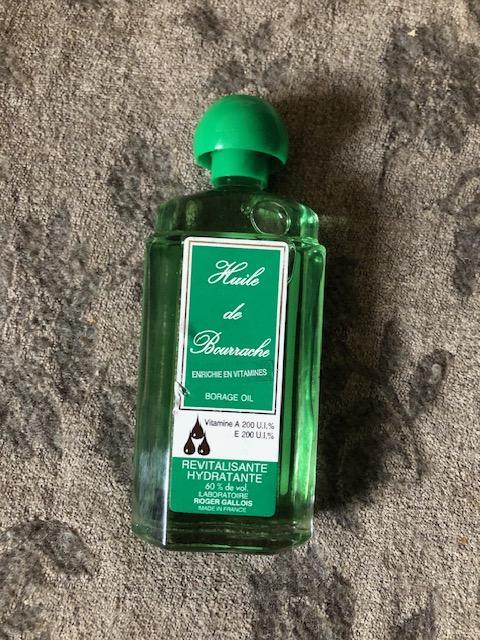 Huile
de
Bourrache
ENRICHIE EN VITAMINES
BORAGE OIL
Vitamine A 200 U.I.%
E 200 U.I.%
REVITALISANTE
HYDRATANTE
60 % de vol.
LABORATOIRE
ROGER GALLOIS
MADE IN FRANCE